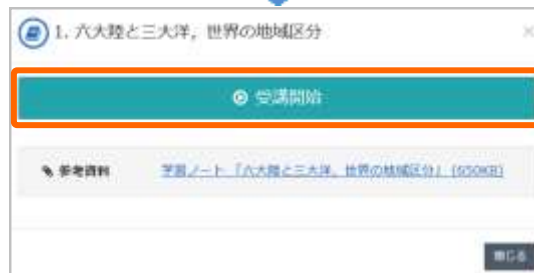 1. 六大陸と三大洋，世界の地域区分
×
受講開始
参考資料 学習ノート「六大陸と三大洋，世界の地域区分」 (650KB)
閉じる